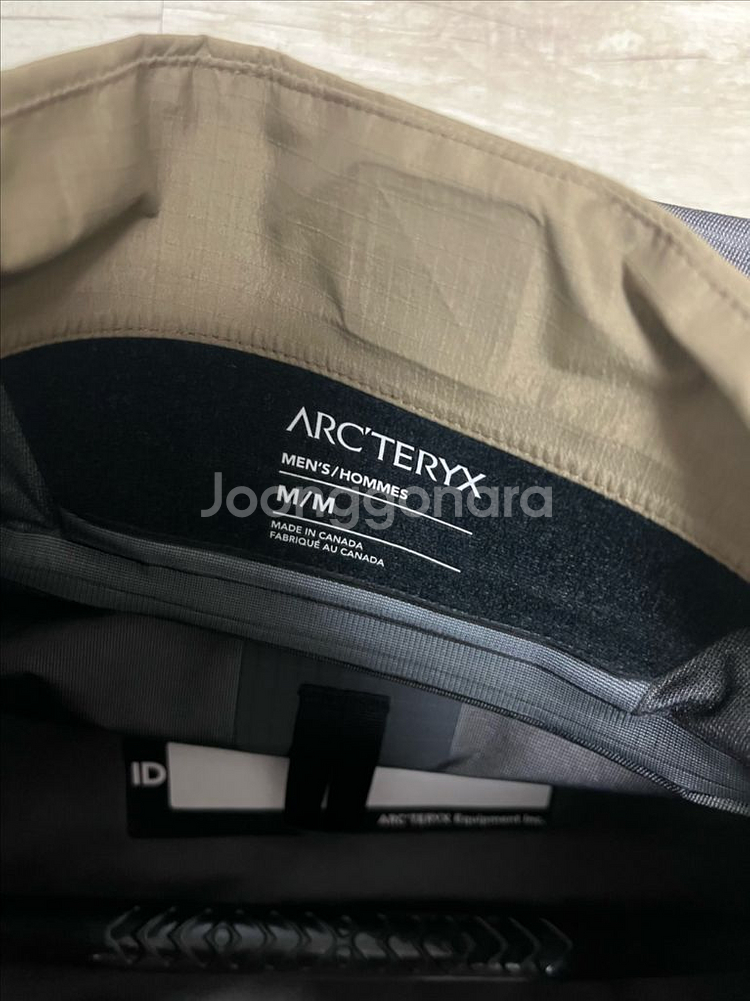 ARC'TERYX
MEN'S/HOMMES
Joonggonara
M/M
MADE IN CANADA
FABRIQUÉ AU CANADA
ID
ARC'TERYX Equipment Inc.